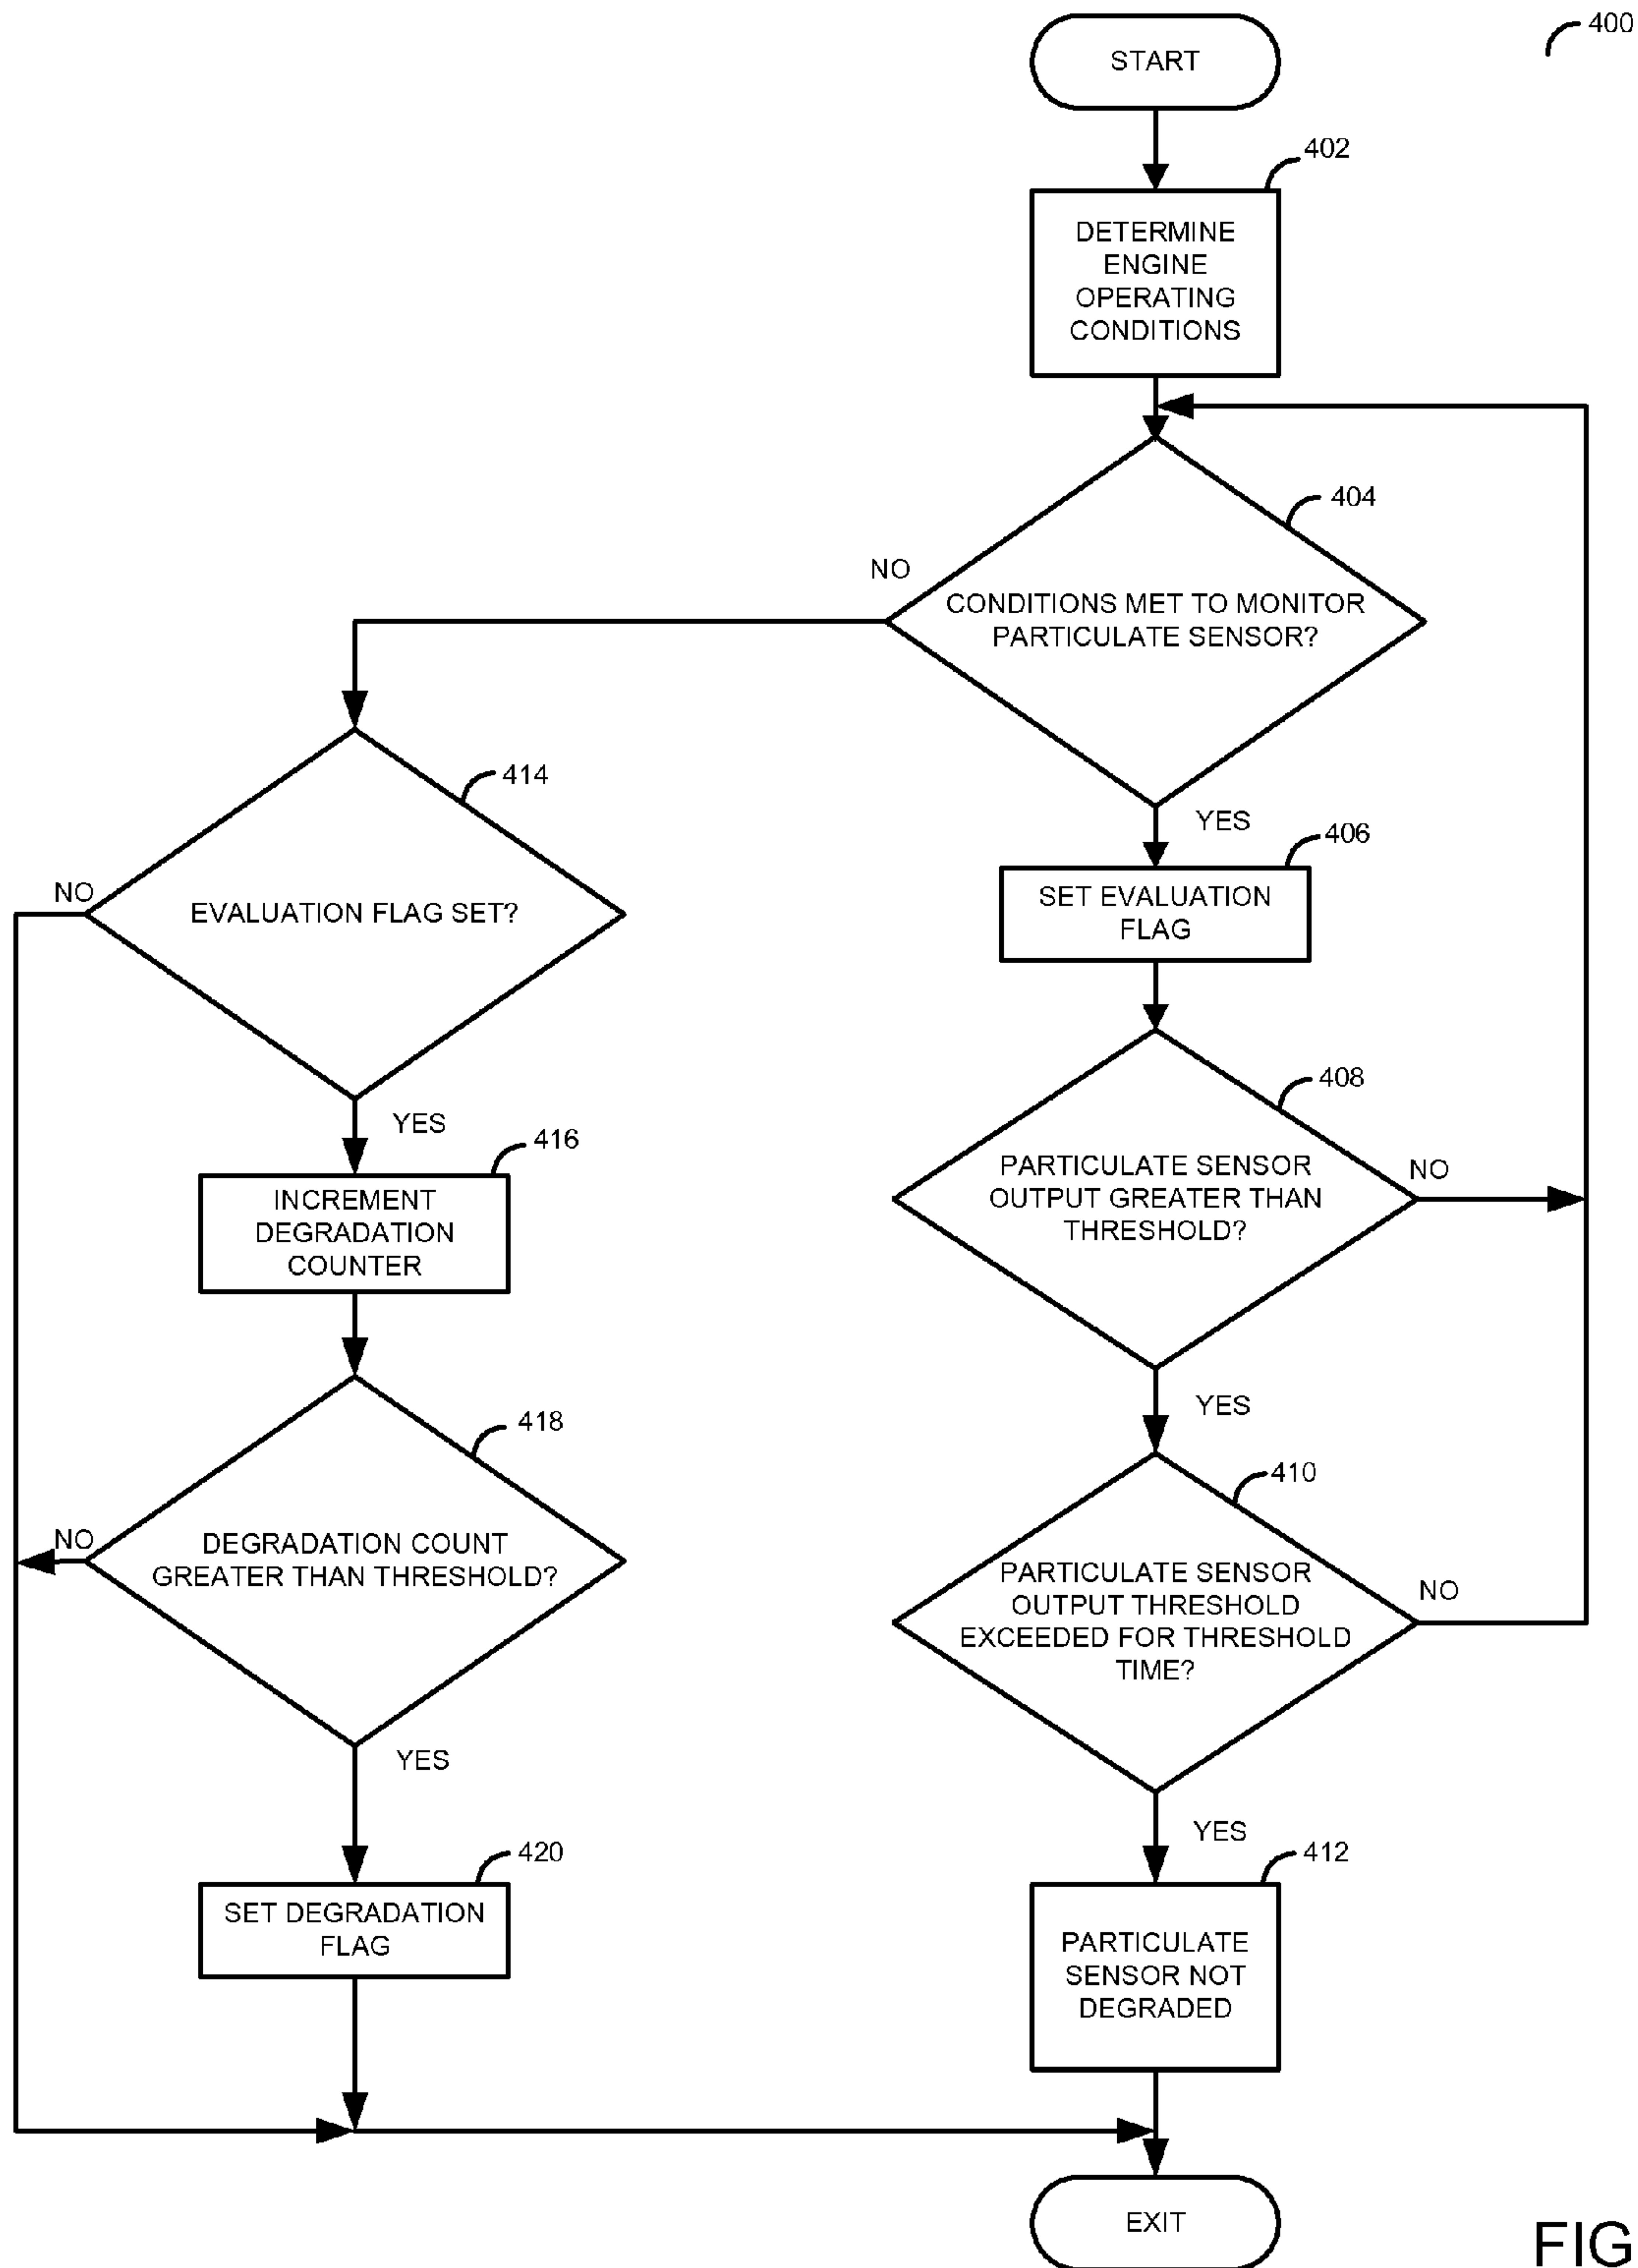 400
START
402
DETERMINE
ENGINE
OPERATING
CONDITIONS
404
NO
CONDITIONS MET TO MONITOR
PARTICULATE SENSOR?
YES
414
NO
EVALUATION FLAG SET?
YES
406
SET EVALUATION
FLAG
408
PARTICULATE SENSOR
OUTPUT GREATER THAN
THRESHOLD?
NO
YES
416
INCREMENT
DEGRADATION
COUNTER
418
NO
DEGRADATION COUNT
GREATER THAN THRESHOLD?
YES
410
PARTICULATE SENSOR
OUTPUT THRESHOLD
EXCEEDED FOR THRESHOLD
TIME?
NO
YES
420
SET DEGRADATION
FLAG
412
PARTICULATE
SENSOR NOT
DEGRADED
EXIT
FIG